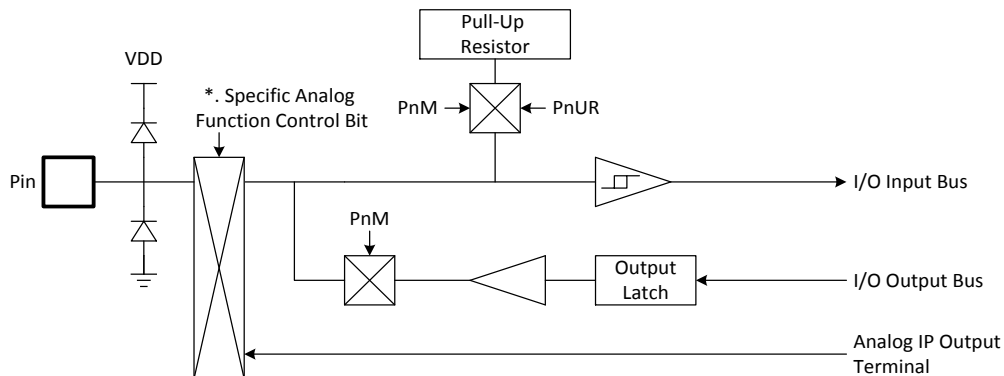 Pull-Up
Resistor
VDD
*. Specific Analog
Function Control Bit
PnM
PnUR
Pin
I/O Input Bus
PnM
Output
Latch
I/O Output Bus
Analog IP Output
Terminal